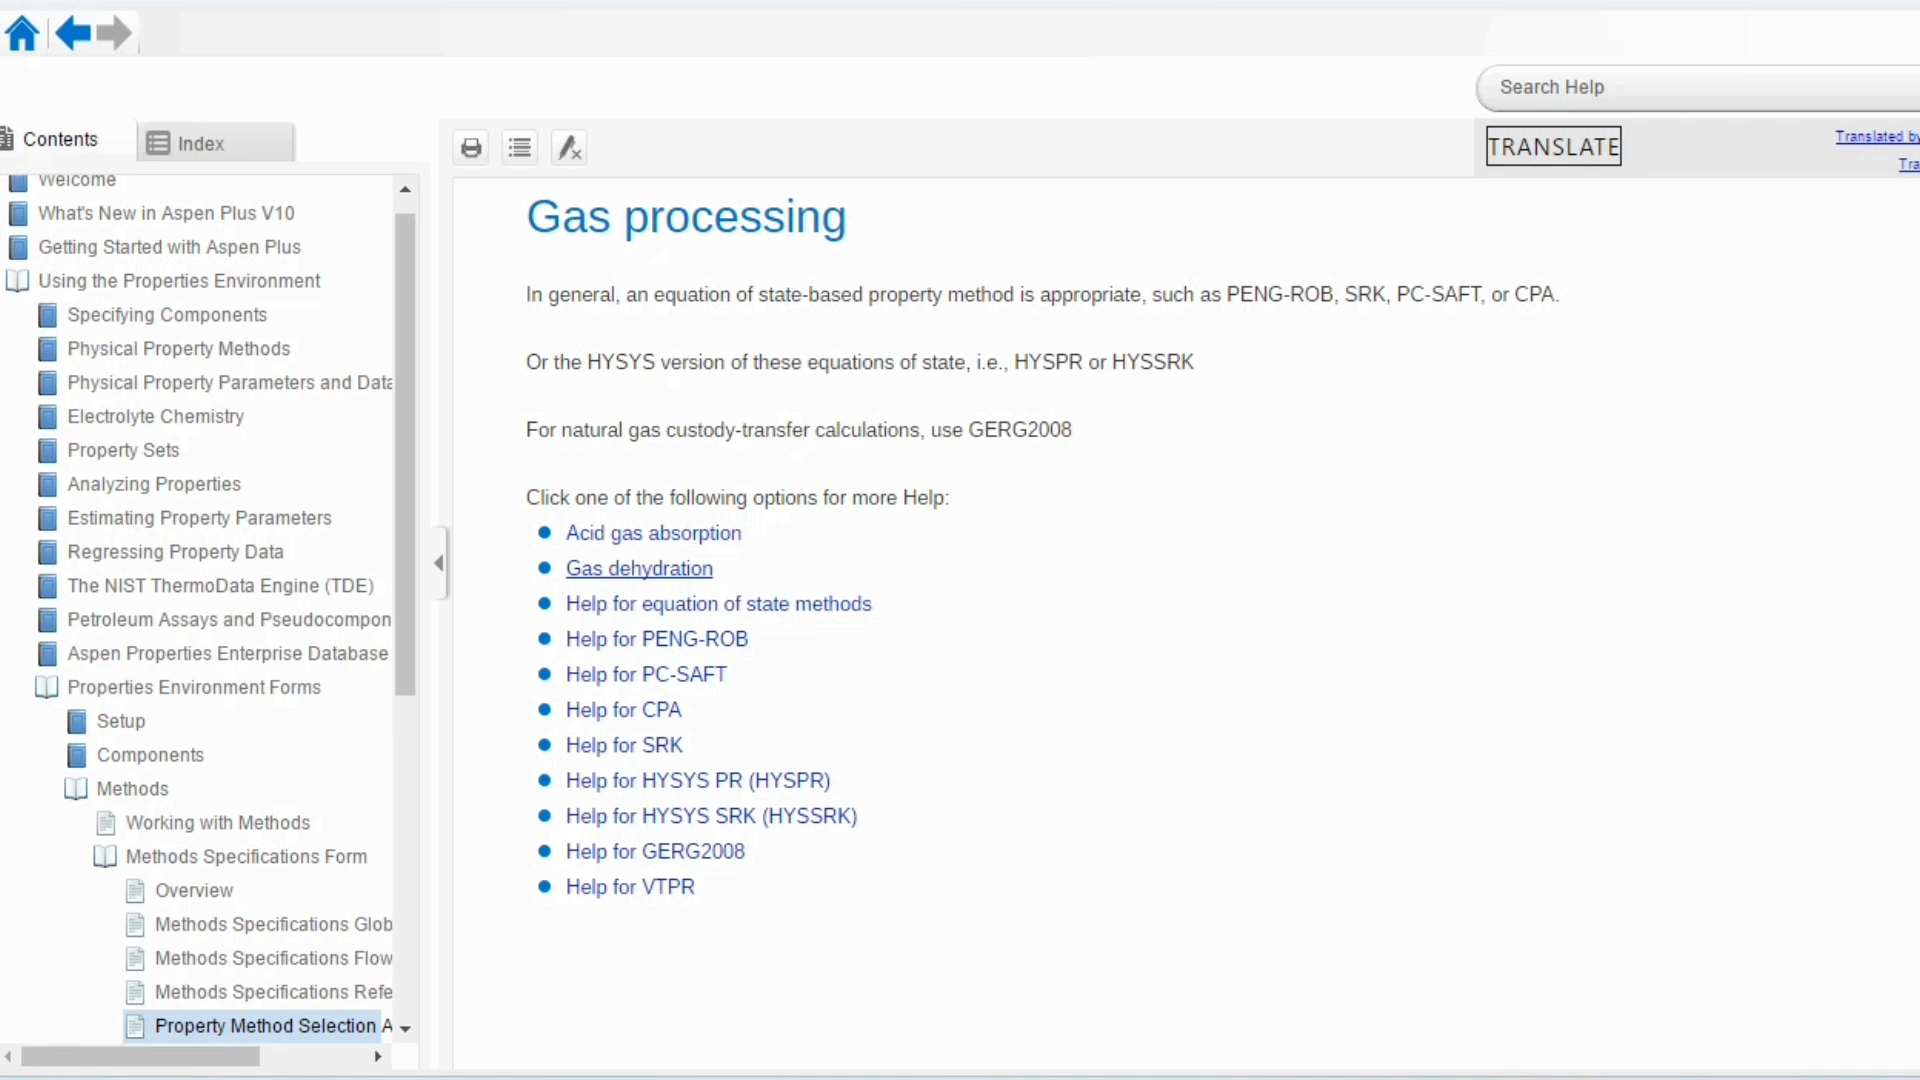 Search Help
Contents
Index
TRANSLATE
Translated by
Tra
Welcome
What's New in Aspen Plus V10
Getting Started with Aspen Plus
Using the Properties Environment
Specifying Components
Physical Property Methods
Physical Property Parameters and Data
Electrolyte Chemistry
Property Sets
Analyzing Properties
Estimating Property Parameters
Regressing Property Data
The NIST ThermoData Engine (TDE)
Petroleum Assays and Pseudocompon
Aspen Properties Enterprise Database
Properties Environment Forms
Setup
Components
Methods
Working with Methods
Methods Specifications Form
Overview
Methods Specifications Glob
Methods Specifications Flow
Methods Specifications Refe
Property Method Selection A
Gas processing
In general, an equation of state-based property method is appropriate, such as PENG-ROB, SRK, PC-SAFT, or CPA.
Or the HYSYS version of these equations of state, i.e., HYSPR or HYSSRK
For natural gas custody-transfer calculations, use GERG2008
Click one of the following options for more Help:
Acid gas absorption
Gas dehydration
Help for equation of state methods
Help for PENG-ROB
Help for PC-SAFT
Help for CPA
Help for SRK
Help for HYSYS PR (HYSPR)
Help for HYSYS SRK (HYSSRK)
Help for GERG2008
Help for VTPR